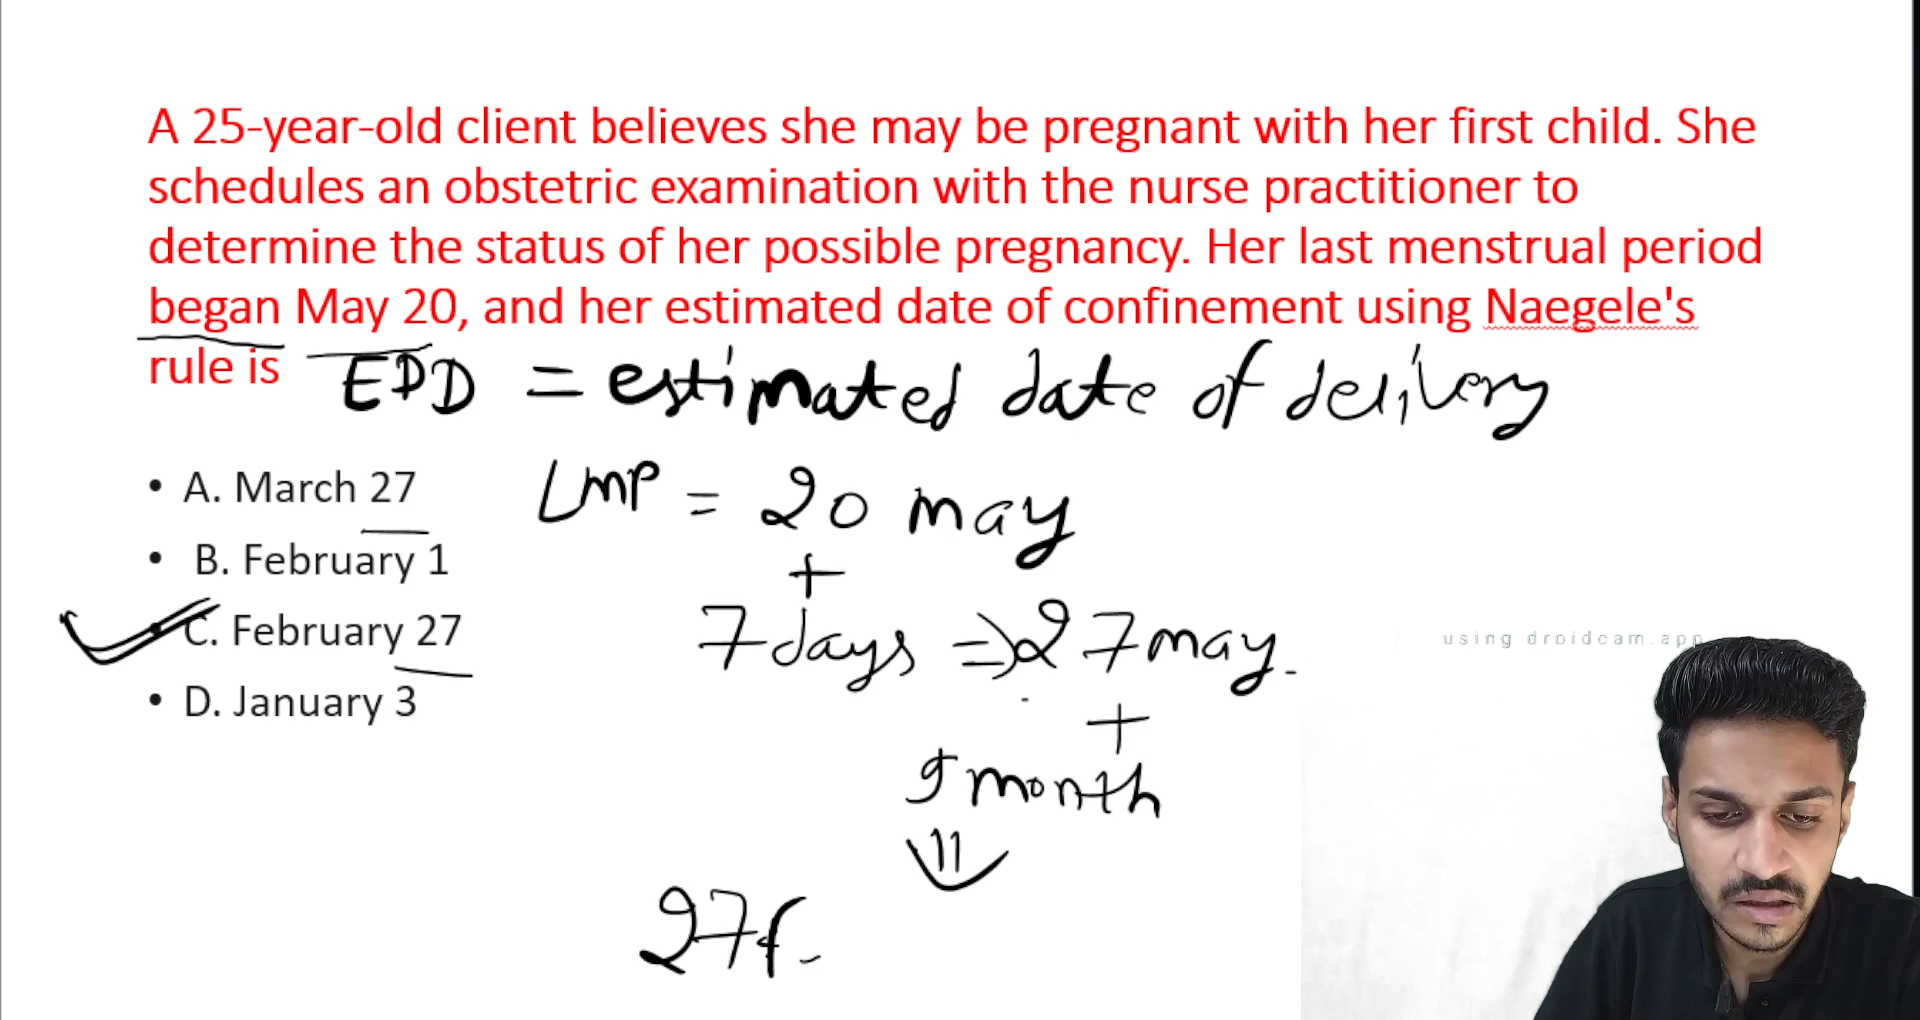 A 25-year-old client believes she may be pregnant with her first child. She
schedules an obstetric examination with the nurse practitioner to
determine the status of her possible pregnancy. Her last menstrual period
began May 20, and her estimated date of confinement using Naegele's
rule is
EDD = estimated date of delivery
• A. March 27
• B. February 1
• C. February 27
• D. January 3
LMP = 20 may
+
7 days => 27 may.
+
9 month
27 f
using droidcam.app